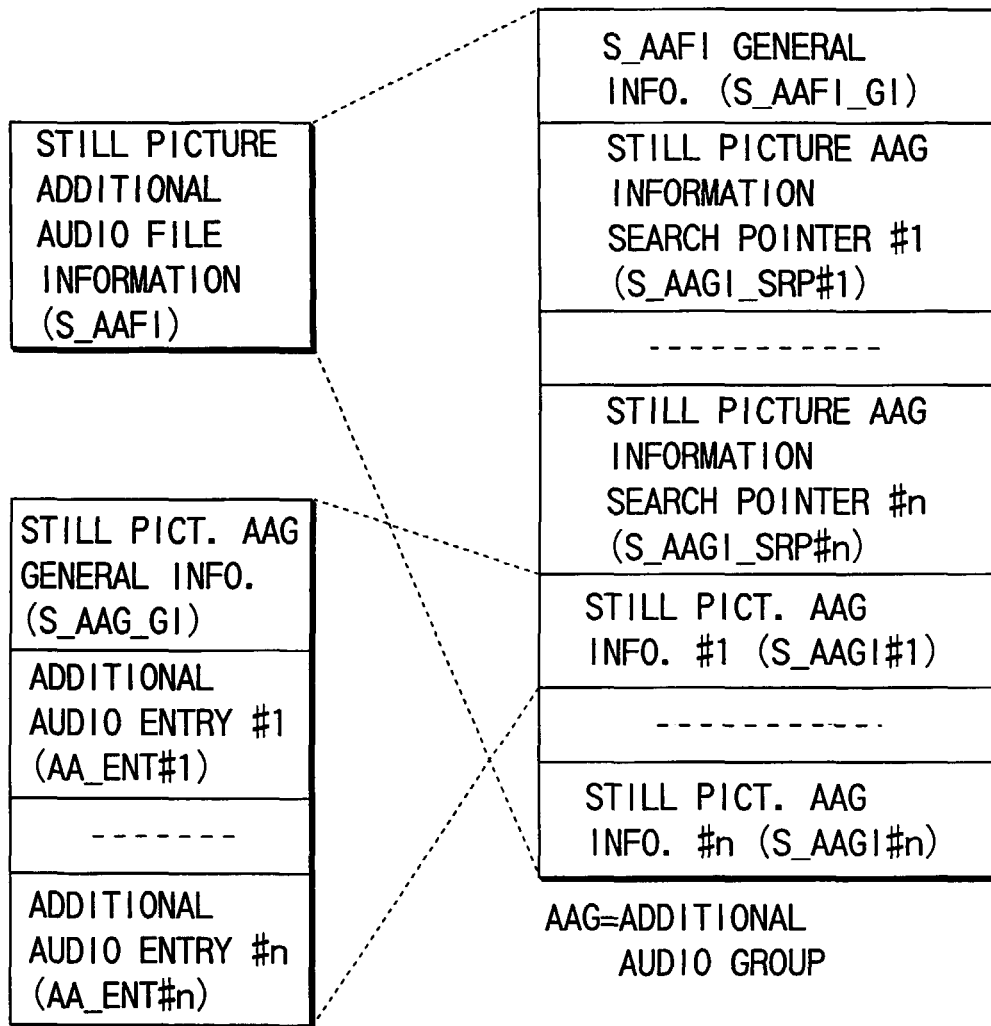 STILL PICTURE
ADDITIONAL
AUDIO FILE
INFORMATION
(S_AAFI)
S_AAFI GENERAL
INFO. (S_AAFI_GI)
STILL PICTURE AAG
INFORMATION
SEARCH POINTER #1
(S_AAGI_SRP#1)
STILL PICTURE AAG
INFORMATION
SEARCH POINTER #n
(S_AAGI_SRP#n)
STILL PICT. AAG
INFO. #1 (S_AAGI#1)
STILL PICT. AAG
INFO. #n (S_AAGI#n)
STILL PICT. AAG
GENERAL INFO.
(S_AAG_GI)
ADDITIONAL
AUDIO ENTRY #1
(AA_ENT#1)
ADDITIONAL
AUDIO ENTRY #n
(AA_ENT#n)
AAG=ADDITIONAL
AUDIO GROUP